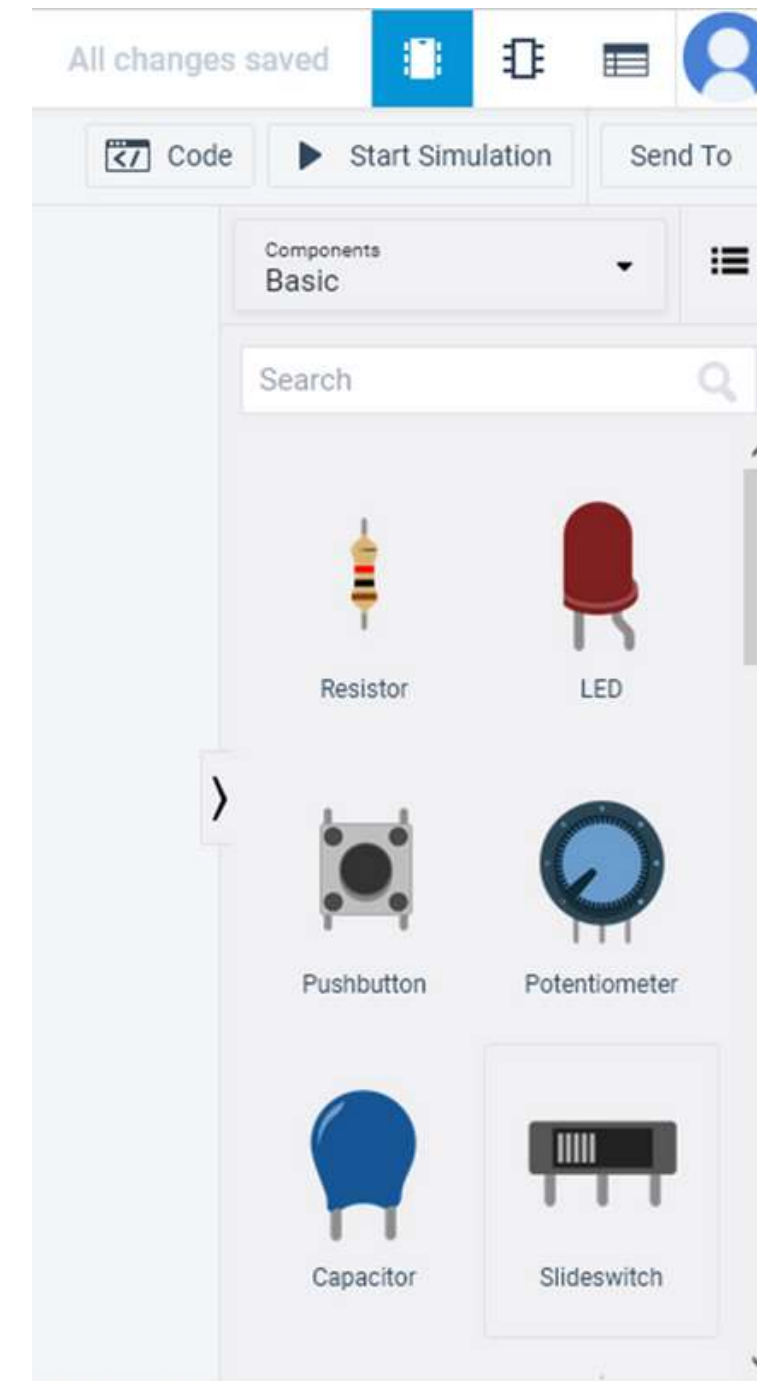 All changes saved
Code
Start Simulation
Send To
Components
Basic
Search
Resistor
LED
Pushbutton
Potentiometer
Capacitor
Slideswitch